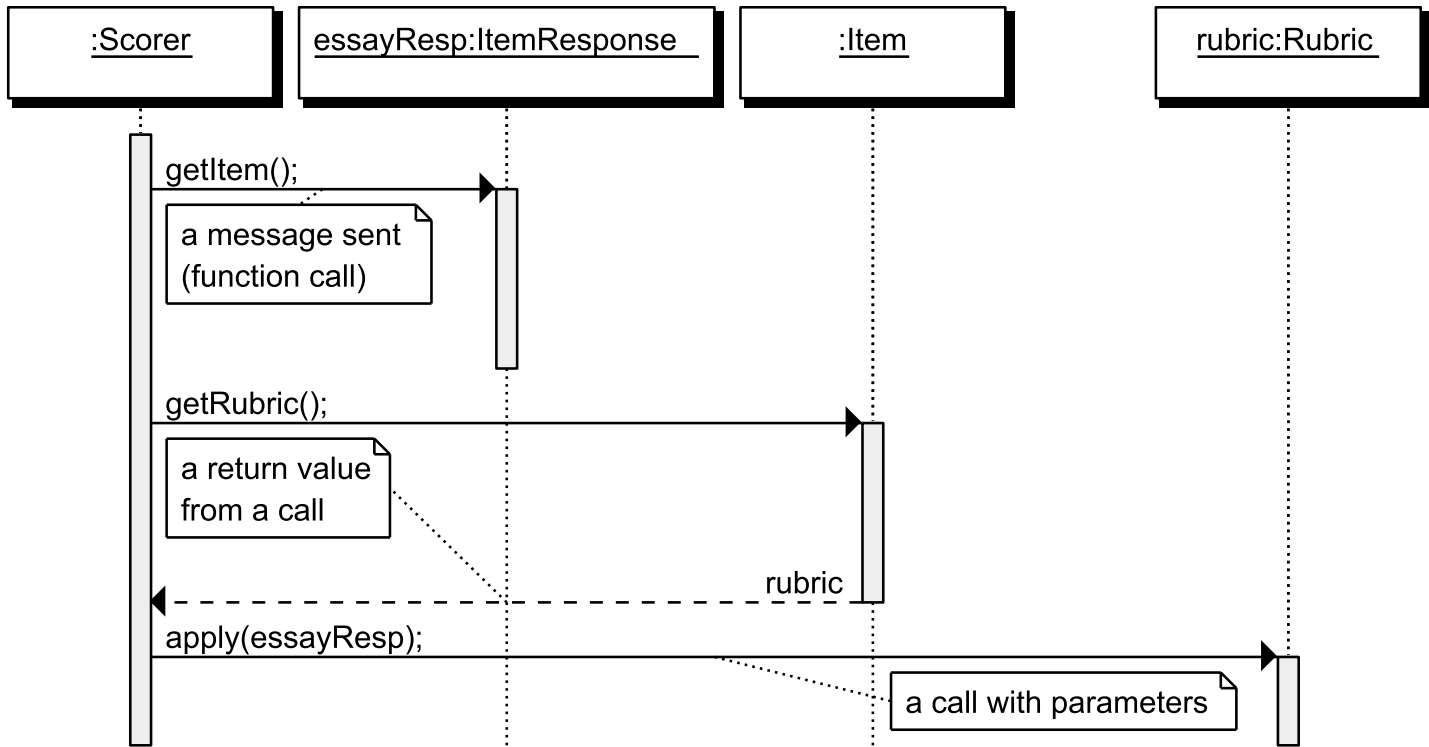 :Scorer
essayResp:ItemResponse
:Item
rubric:Rubric
getItem();
a message sent
(function call)
getRubric();
a return value
from a call
rubric
apply(essayResp);
a call with parameters